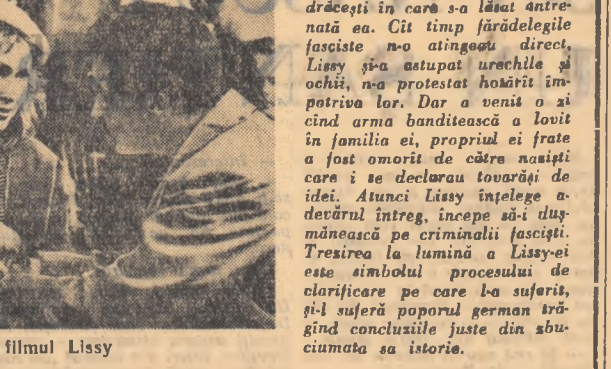 drăcești în care s-a lăsat antre-
nată ea. Cît timp fărădelegile
fasciste n-o atingeau direct,
Lissy și-a astupat urechile și
ochii, n-a protestat hotărît îm-
potriva lor. Dar a venit o zi
cînd arma banditească a lovit
în familia ei, propriul ei frate
a fost omorît de către naziști
care i se declarau tovarăși de
idei. Atunci Lissy înțelege a-
devărul întreg, începe să-i duș-
mănească pe criminalii fasciști.
Trezirea la lumină a Lissy-ei
este simbolul procesului de
clarificare pe care l-a suferit,
și-l suferă poporul german tră-
gînd concluziile juste din zbu-
ciumata sa istorie.
filmul Lissy